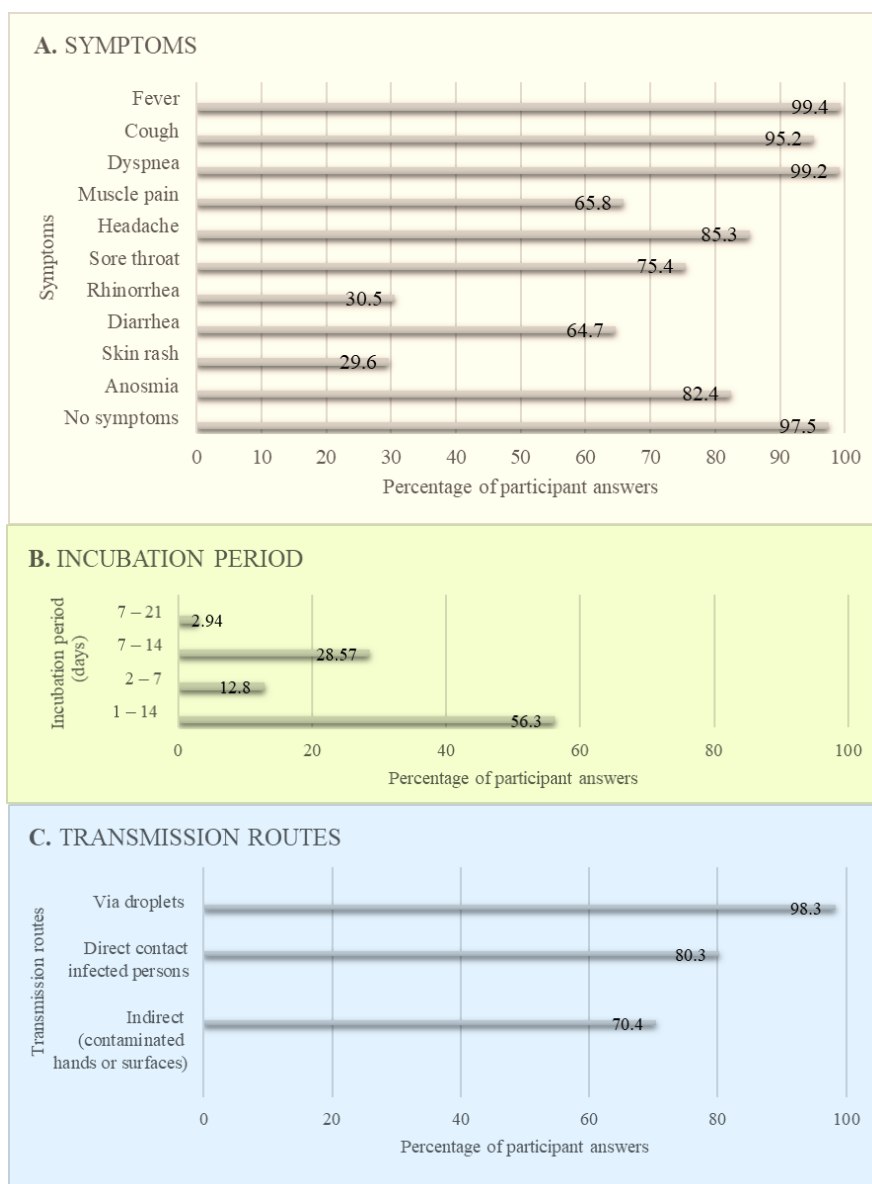 A. SYMPTOMS
Symptoms
Fever 99.4
Cough 95.2
Dyspnea 99.2
Muscle pain 65.8
Headache 85.3
Sore throat 75.4
Rhinorrhea 30.5
Diarrhea 64.7
Skin rash 29.6
Anosmia 82.4
No symptoms 97.5
0 10 20 30 40 50 60 70 80 90 100
Percentage of participant answers
B. INCUBATION PERIOD
Incubation period
(days)
7 – 21 2.94
7 – 14 28.57
2 – 7 12.8
1 – 14 56.3
0 20 40 60 80 100
Percentage of participant answers
C. TRANSMISSION ROUTES
Transmission routes
Via droplets 98.3
Direct contact
infected persons 80.3
Indirect 70.4
(contaminated
hands or surfaces)
0 20 40 60 80 100
Percentage of participant answers